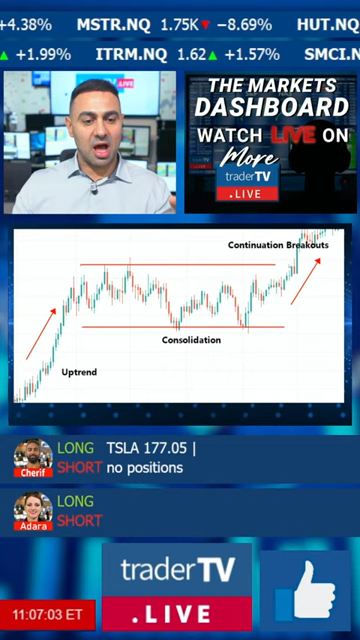 +4.38% MSTR.NQ 1.75K▼ −8.69% HUT.NQ
▲ +1.99% ITRM.NQ 1.62▲ +1.57% SMCI.N
LIVE
THE MARKETS
DASHBOARD
WATCH LIVE ON
More
traderTV
.LIVE
Continuation Breakouts
Consolidation
Uptrend
LONG TSLA 177.05 |
SHORT no positions
Cherif
LONG
SHORT
Adara
traderTV
.LIVE
11:07:03 ET